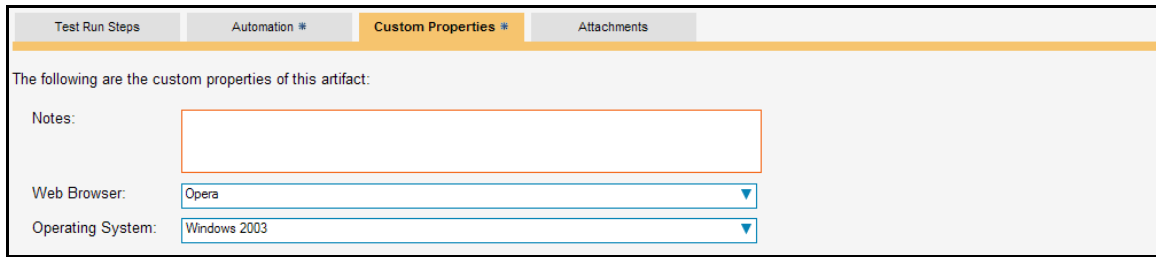 Test Run Steps Automation * Custom Properties * Attachments
The following are the custom properties of this artifact:
Notes:
Web Browser: Opera
Operating System: Windows 2003